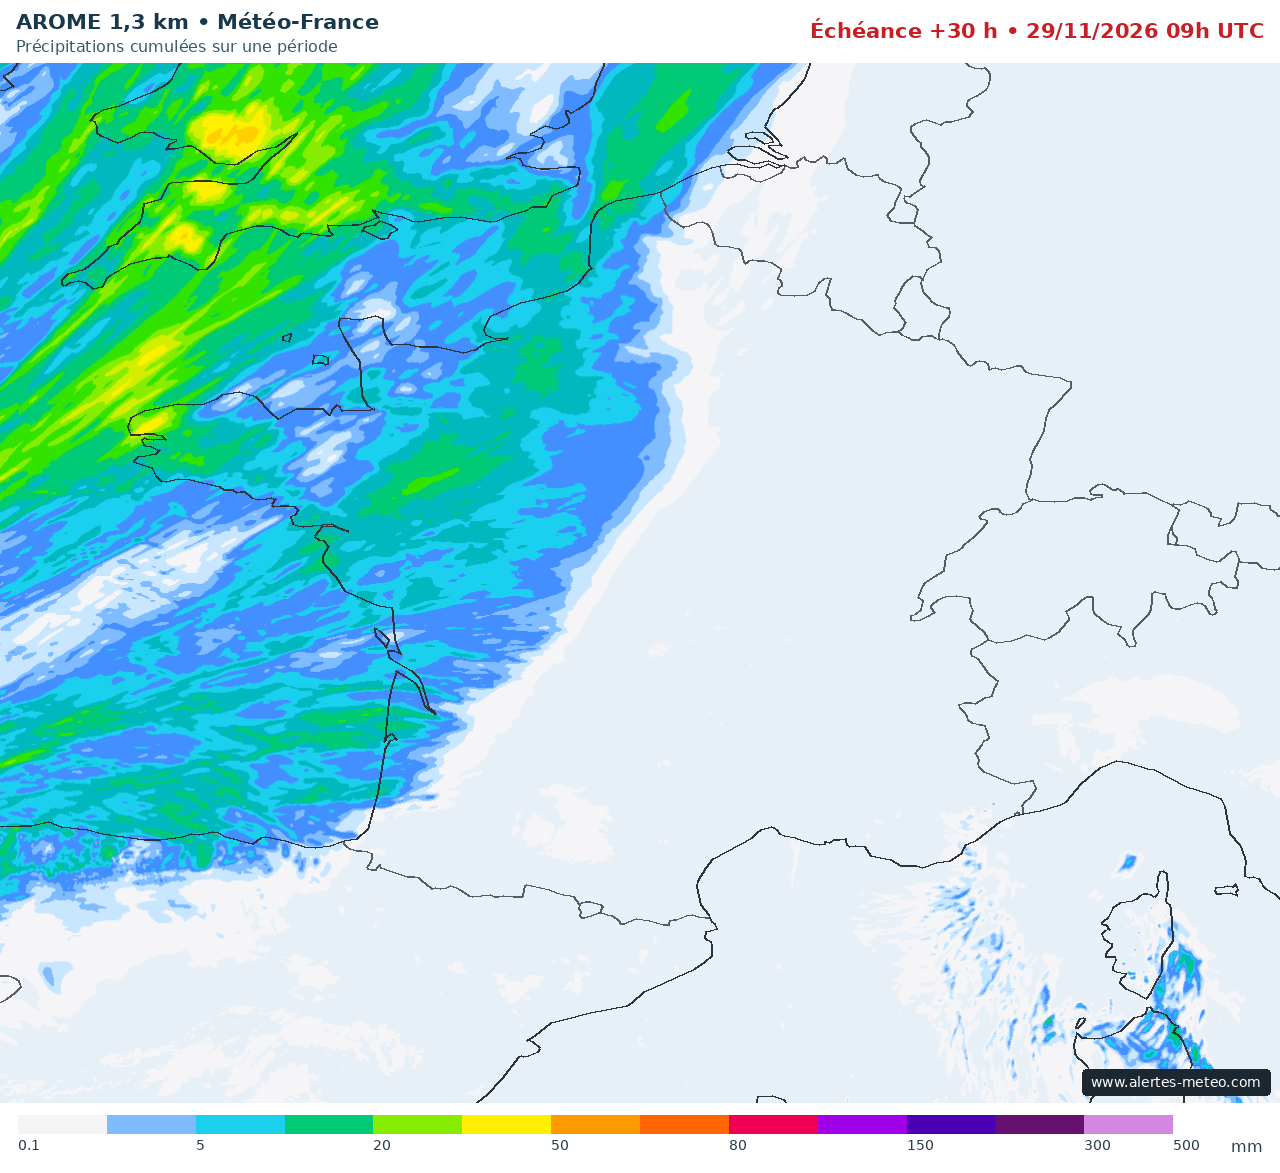 AROME 1,3 km • Météo-France
Précipitations cumulées sur une période
Échéance +30 h • 29/11/2026 09h UTC
www.alertes-meteo.com
0.1 5 20 50 80 150 300 500 mm